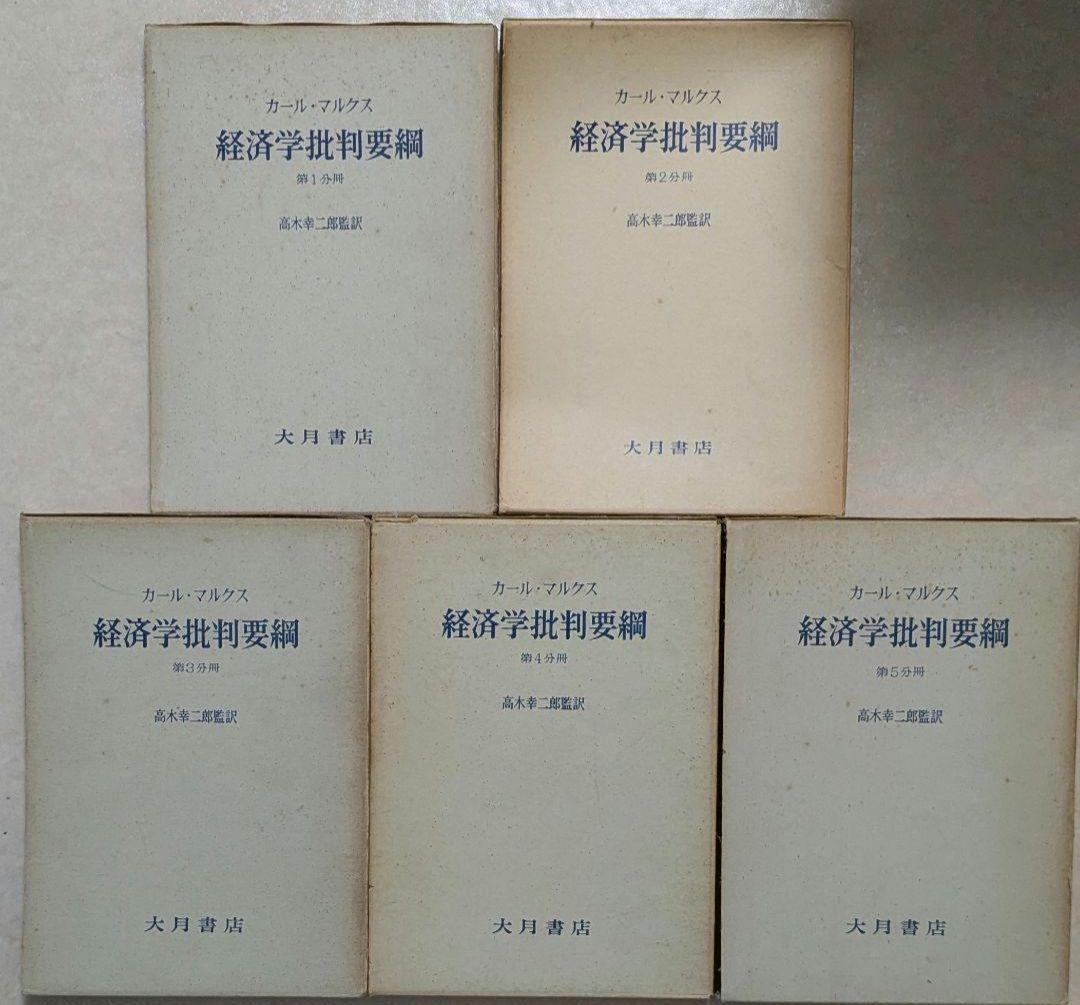 カール・マルクス
経済学批判要綱
第1分冊
高木幸二郎監訳
大月書店
カール・マルクス
経済学批判要綱
第2分冊
高木幸二郎監訳
大月書店
カール・マルクス
経済学批判要綱
第3分冊
高木幸二郎監訳
大月書店
カール・マルクス
経済学批判要綱
第4分冊
高木幸二郎監訳
大月書店
カール・マルクス
経済学批判要綱
第5分冊
高木幸二郎監訳
大月書店